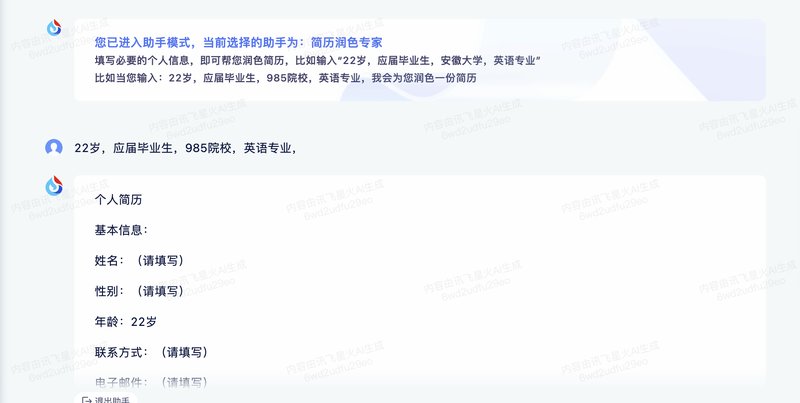 您已进入助手模式，当前选择的助手为：简历润色专家
填写必要的个人信息，即可帮您润色简历，比如输入“22岁，应届毕业生，安徽大学，英语专业”
比如当您输入：22岁，应届毕业生，985院校，英语专业，我会为您润色一份简历
22岁，应届毕业生，985院校，英语专业，
个人简历
基本信息：
姓名：（请填写）
性别：（请填写）
年龄：22岁
联系方式：（请填写）
电子邮件：（请填写）
退出助手
内容由讯飞星火AI生成
6wd2udfu29eo